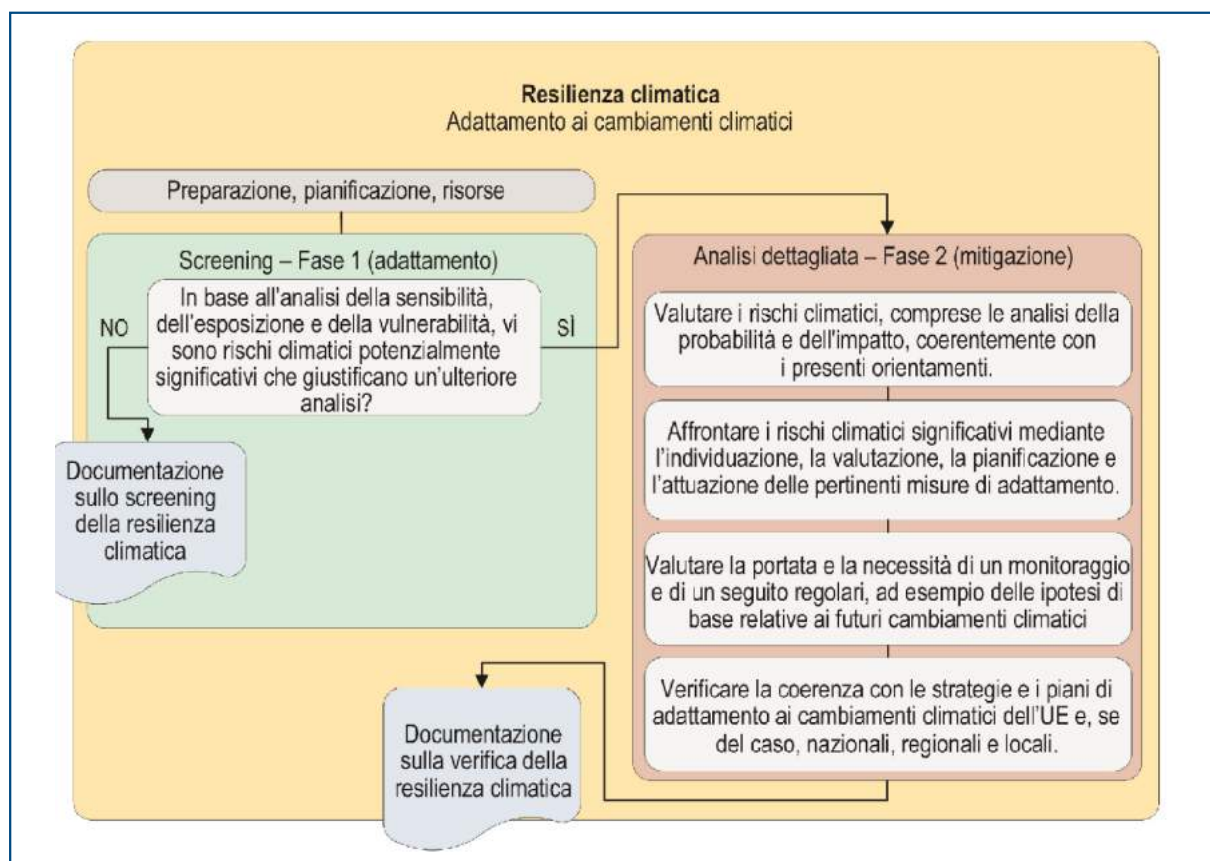 Resilienza climatica
Adattamento ai cambiamenti climatici
Preparazione, pianificazione, risorse
Screening – Fase 1 (adattamento)
In base all'analisi della sensibilità,
dell'esposizione e della vulnerabilità, vi
sono rischi climatici potenzialmente
significativi che giustificano un'ulteriore
analisi?
NO
SÌ
Documentazione
sullo screening
della resilienza
climatica
Analisi dettagliata – Fase 2 (mitigazione)
Valutare i rischi climatici, comprese le analisi della
probabilità e dell'impatto, coerentemente con
i presenti orientamenti.
Affrontare i rischi climatici significativi mediante
l'individuazione, la valutazione, la pianificazione e
l'attuazione delle pertinenti misure di adattamento.
Valutare la portata e la necessità di un monitoraggio
e di un seguito regolari, ad esempio delle ipotesi di
base relative ai futuri cambiamenti climatici
Verificare la coerenza con le strategie e i piani di
adattamento ai cambiamenti climatici dell'UE e, se
del caso, nazionali, regionali e locali.
Documentazione
sulla verifica della
resilienza climatica